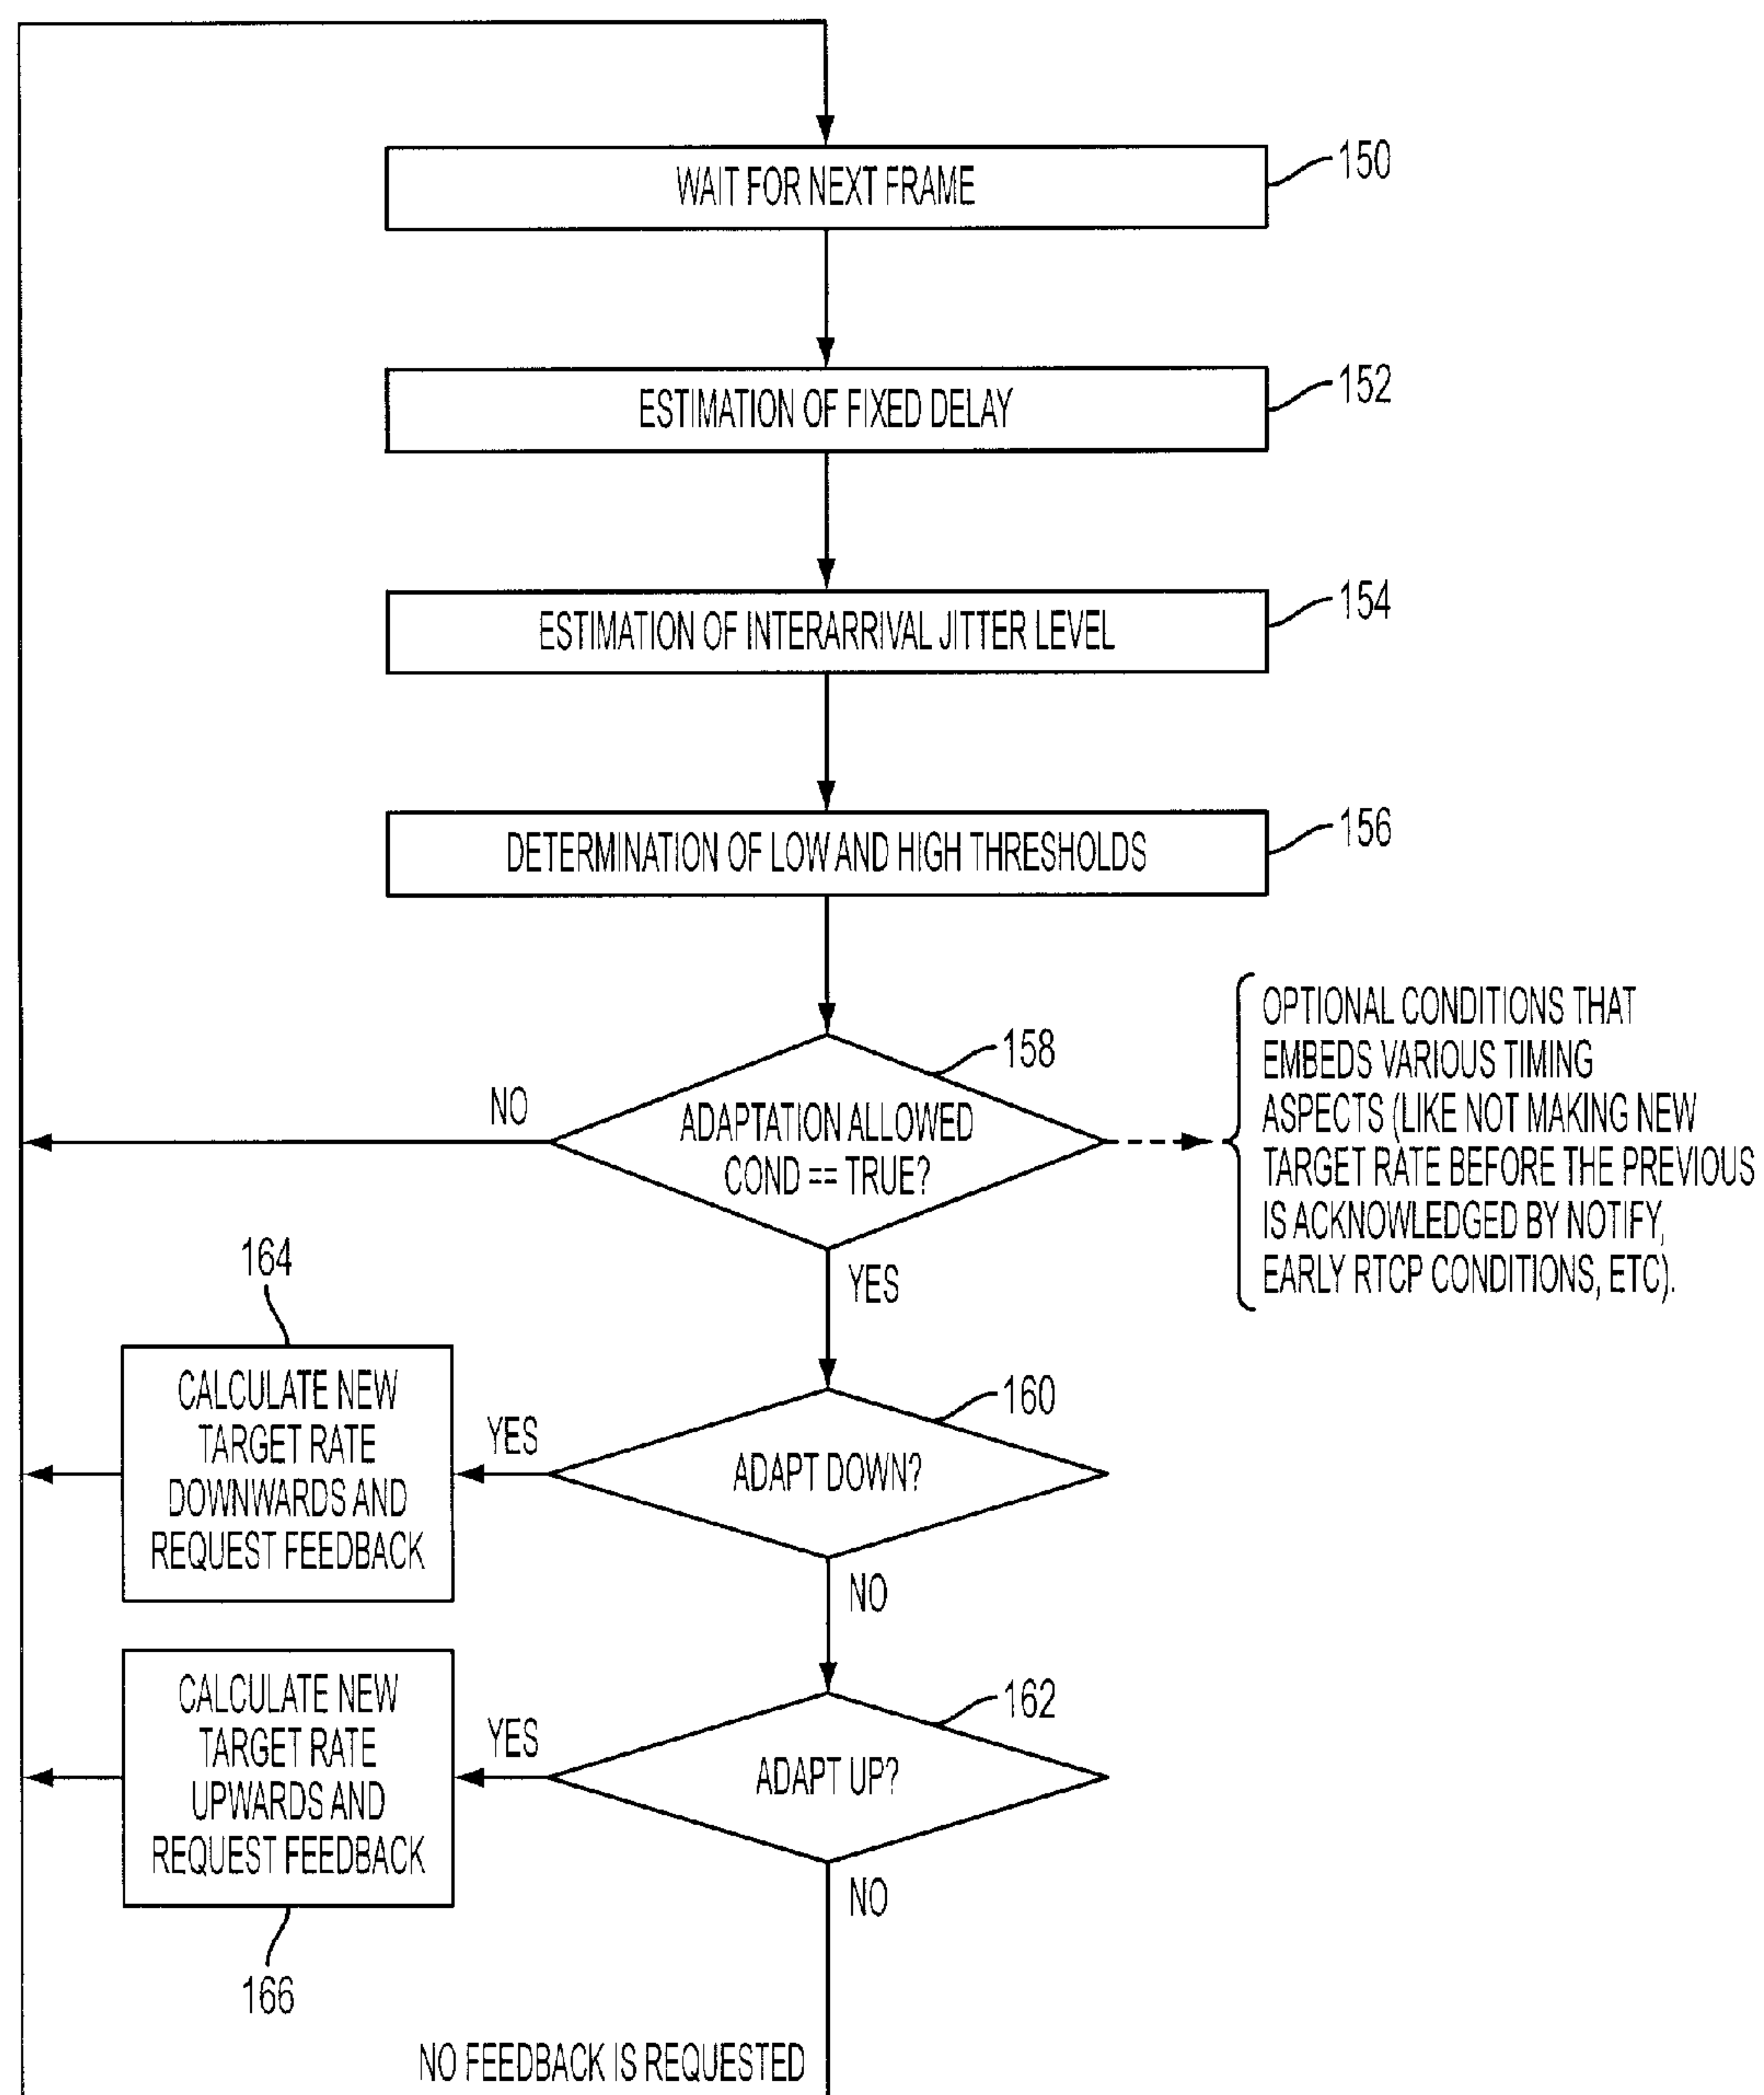 WAIT FOR NEXT FRAME
150
ESTIMATION OF FIXED DELAY
152
ESTIMATION OF INTERARRIVAL JITTER LEVEL
154
DETERMINATION OF LOW AND HIGH THRESHOLDS
156
158
NO
ADAPTATION ALLOWED
COND == TRUE?
OPTIONAL CONDITIONS THAT
EMBEDS VARIOUS TIMING
ASPECTS (LIKE NOT MAKING NEW
TARGET RATE BEFORE THE PREVIOUS
IS ACKNOWLEDGED BY NOTIFY,
EARLY RTCP CONDITIONS, ETC).
YES
164
CALCULATE NEW
TARGET RATE
DOWNWARDS AND
REQUEST FEEDBACK
YES
160
ADAPT DOWN?
NO
CALCULATE NEW
TARGET RATE
UPWARDS AND
REQUEST FEEDBACK
166
YES
162
ADAPT UP?
NO
NO FEEDBACK IS REQUESTED